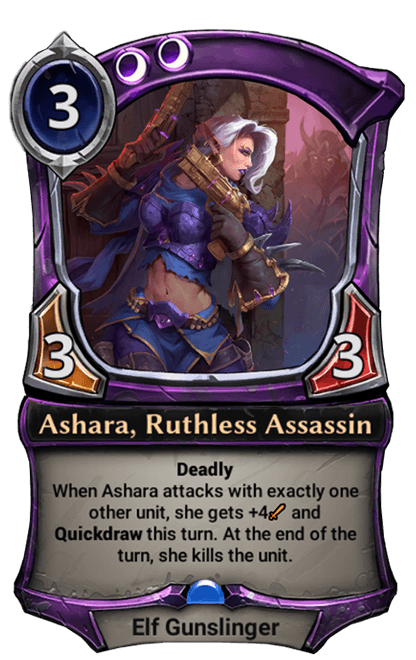 3
3
3
Ashara, Ruthless Assassin
Deadly
When Ashara attacks with exactly one
other unit, she gets +4 and
Quickdraw this turn. At the end of the
turn, she kills the unit.
Elf Gunslinger